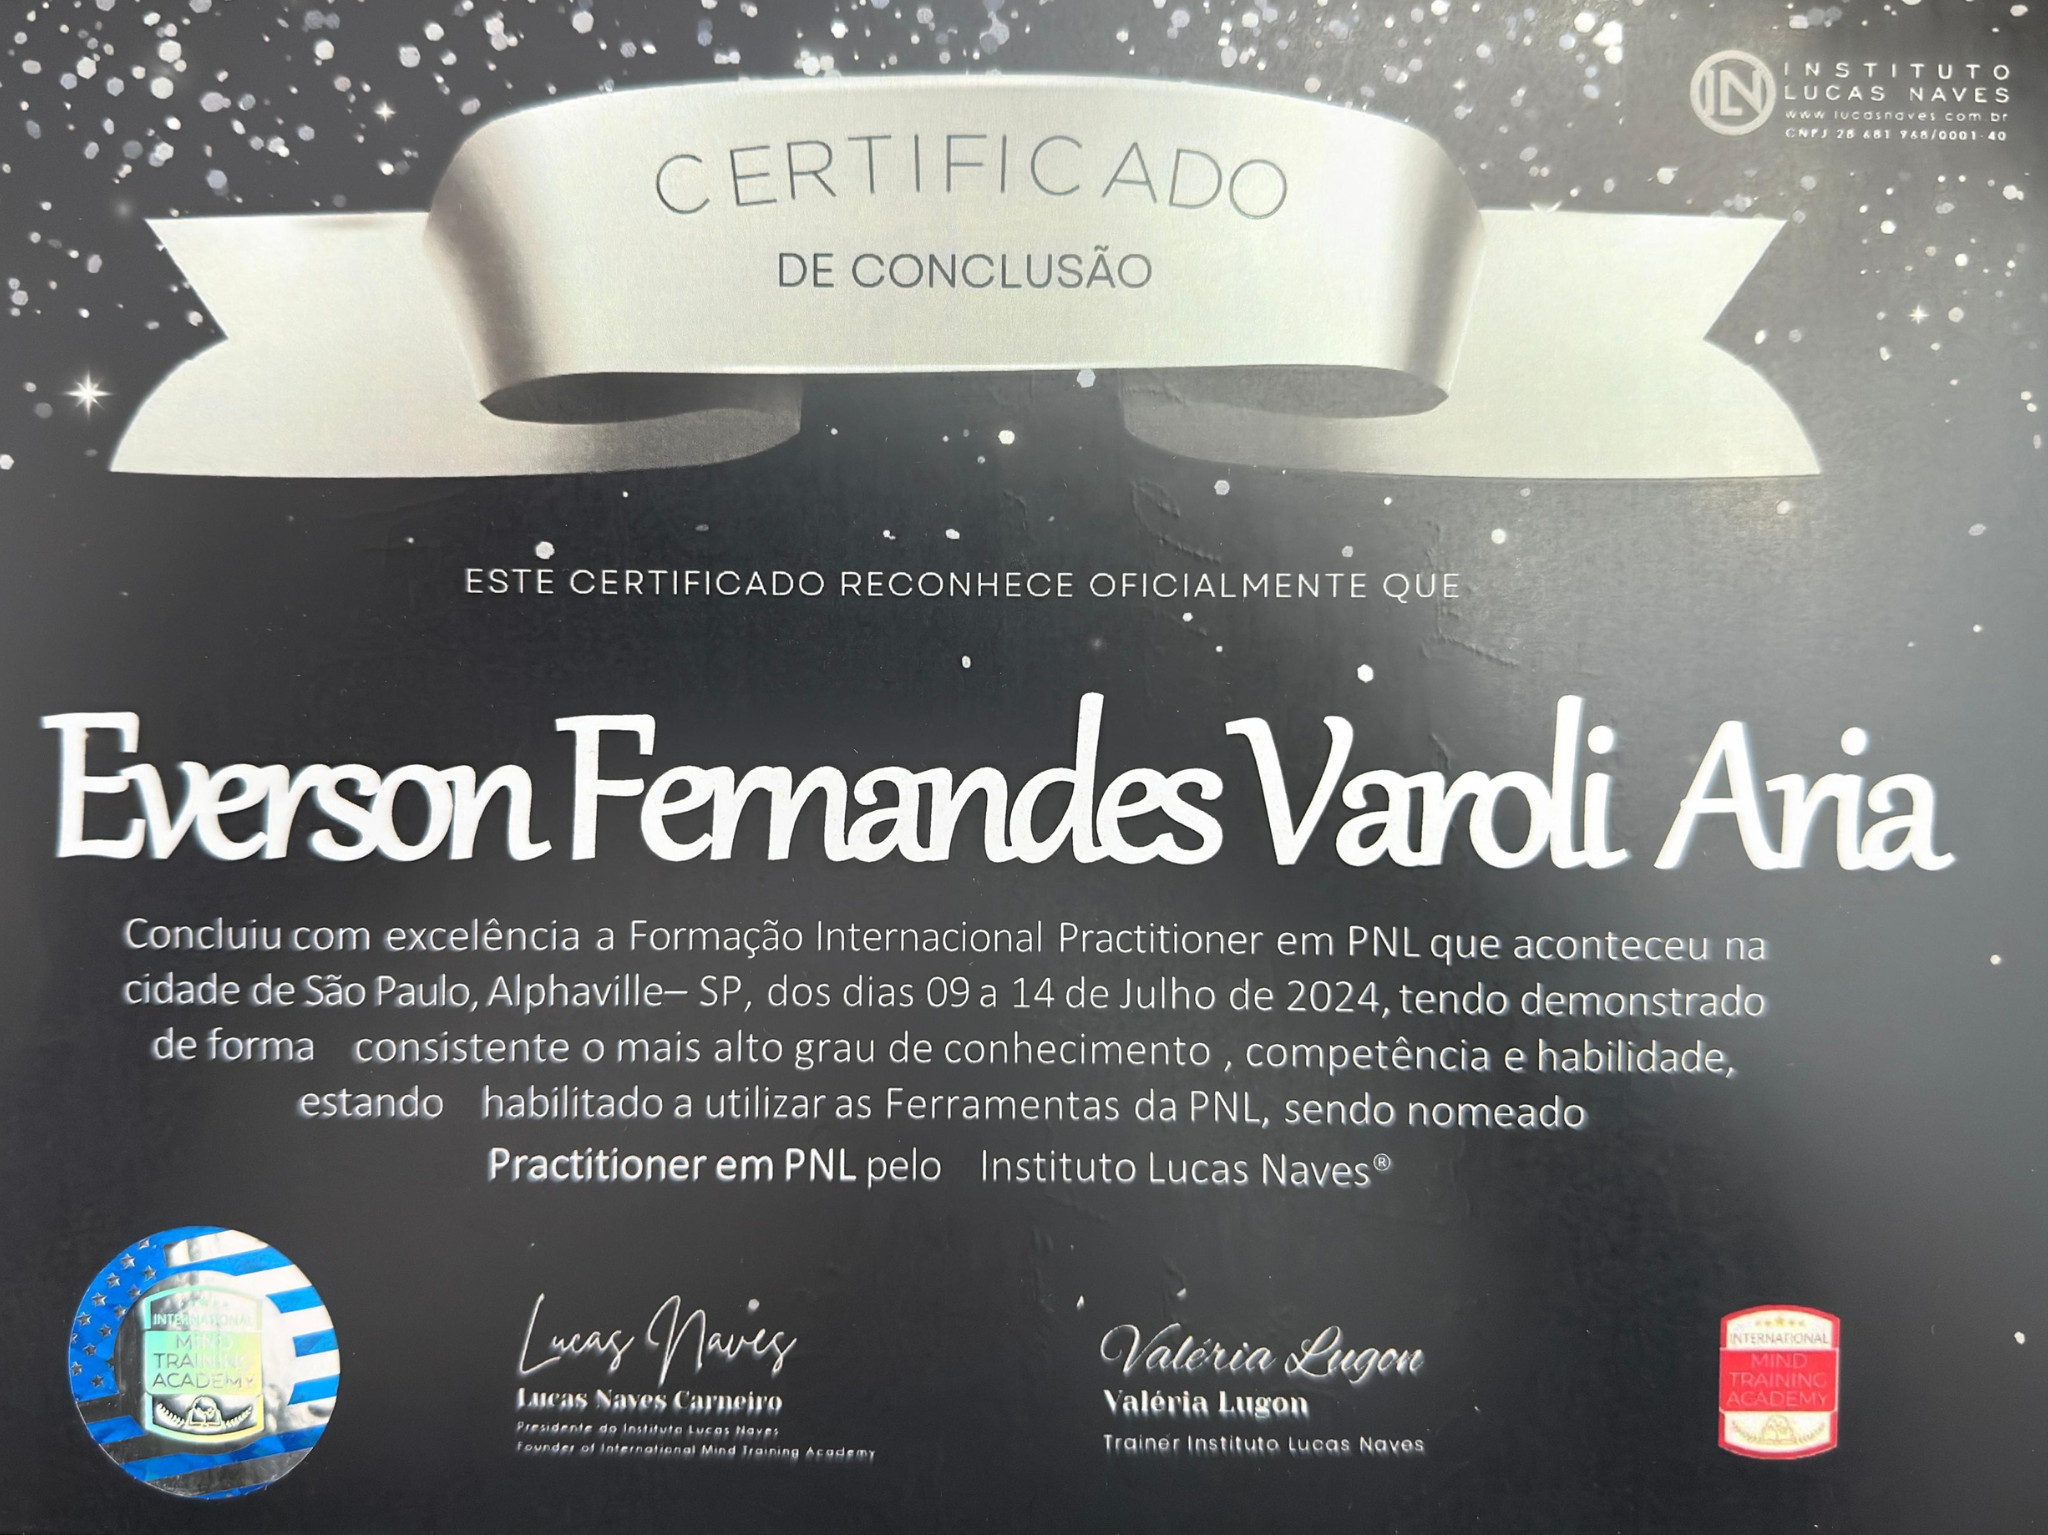 INSTITUTO
LUCAS NAVES
www.lucasnaves.com.br
CNPJ 28 681 968/0001-40
CERTIFICADO
DE CONCLUSÃO
ESTE CERTIFICADO RECONHECE OFICIALMENTE QUE
Everson Fernandes Varoli Aria
Concluiu com excelência a Formação Internacional Practitioner em PNL que aconteceu na
cidade de São Paulo, Alphaville– SP, dos dias 09 a 14 de Julho de 2024, tendo demonstrado
de forma consistente o mais alto grau de conhecimento , competência e habilidade,
estando habilitado a utilizar as Ferramentas da PNL, sendo nomeado
Practitioner em PNL pelo Instituto Lucas Naves®
INTERNATIONAL
MIND
TRAINING
ACADEMY
Lucas Naves
Lucas Naves Carneiro
Presidente do Instituto Lucas Naves
Founder of International Mind Training Academy
Valéria Lugon
Valéria Lugon
Trainer Instituto Lucas Naves
INTERNATIONAL
MIND
TRAINING
ACADEMY